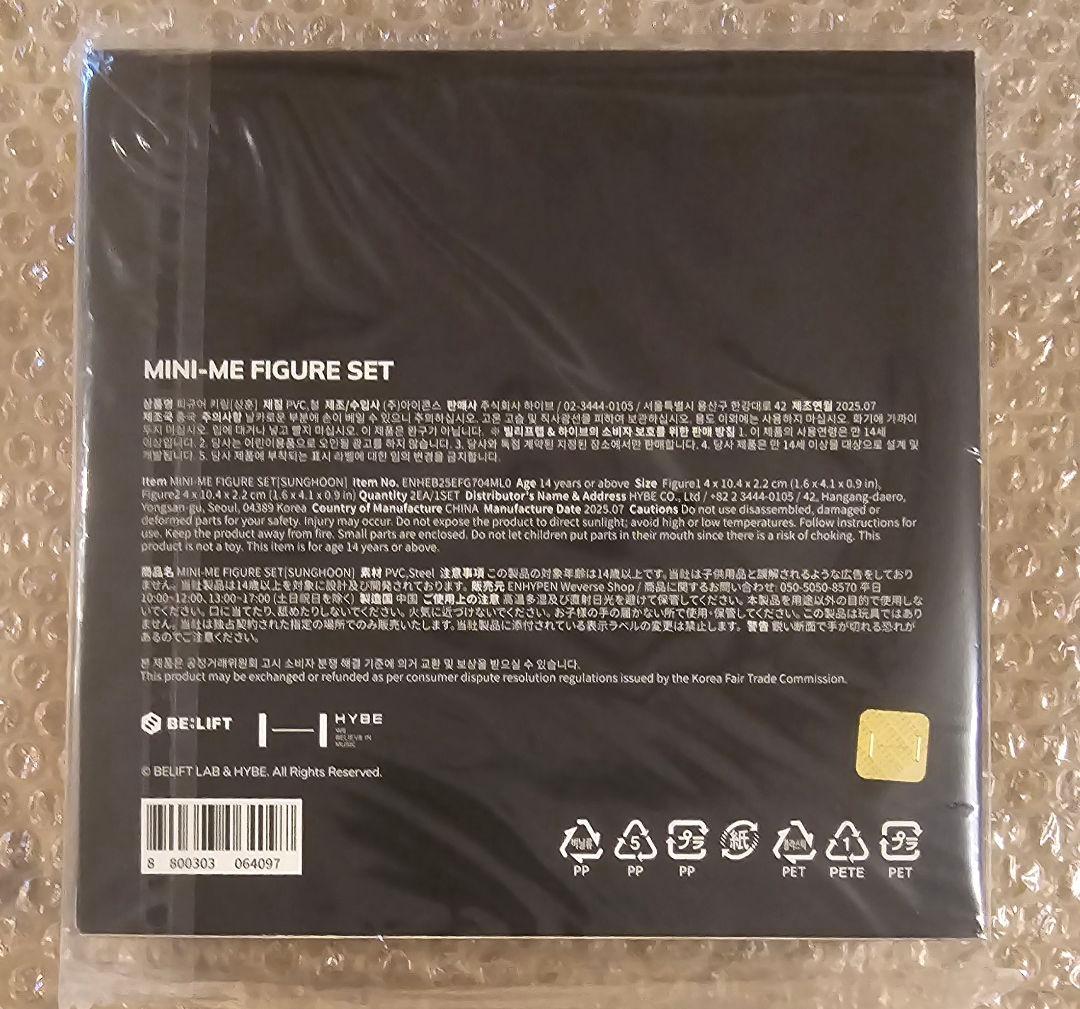 MINI-ME FIGURE SET
상품명 피규어 키링(성훈) 재질 PVC,철 제조/수입사 (주)아이콘스 판매사 주식회사 하이브 / 02-3444-0105 / 서울특별시 용산구 한강대로 42 제조연월 2025.07
제조국 중국 주의사항 날카로운 부분에 손이 베일 수 있으니 주의하십시오. 고온 고습 및 직사광선을 피하여 보관하십시오. 용도 이외에는 사용하지 마십시오. 화기에 가까이
두지 마십시오. 입에 대거나 넣고 빨지 마십시오. 이 제품은 완구가 아닙니다. ※ 빌리프랩 & 하이브의 소비자 보호를 위한 판매 방침 1. 이 제품의 사용연령은 만 14세
이상입니다. 2. 당사는 어린이용품으로 오인될 광고를 하지 않습니다. 3. 당사와 독점 계약된 지정된 장소에서만 판매합니다. 4. 당사 제품은 만 14세 이상을 대상으로 설계 및
개발됩니다. 5. 당사 제품에 부착되는 표시 라벨에 대한 임의 변경을 금지합니다.
Item MINI-ME FIGURE SET[SUNGHOON] Item No. ENHEB25EFG704ML0 Age 14 years or above Size Figure1 4 x 10.4 x 2.2 cm (1.6 x 4.1 x 0.9 in),
Figure2 4 x 10.4 x 2.2 cm (1.6 x 4.1 x 0.9 in) Quantity 2EA/1SET Distributor's Name & Address HYBE CO., Ltd / +82 2 3444-0105 / 42, Hangang-daero,
Yongsan-gu, Seoul, 04389 Korea Country of Manufacture CHINA Manufacture Date 2025.07 Cautions Do not use disassembled, damaged or
deformed parts for your safety. Injury may occur. Do not expose the product to direct sunlight; avoid high or low temperatures. Follow instructions for
use. Keep the product away from fire. Small parts are enclosed. Do not let children put parts in their mouth since there is a risk of choking. This
product is not a toy. This item is for age 14 years or above.
商品名 MINI-ME FIGURE SET[SUNGHOON] 素材 PVC,Steel 注意事項 この製品の対象年齢は14歳以上です。当社は子供用品と誤解されるような広告をしており
ません。当社製品は14歳以上を対象に設計及び開発されております。 販売元 ENHYPEN Weverse Shop / 商品に関するお問い合わせ: 050-5050-8570 平日
10:00~12:00, 13:00~17:00 (土日祝日を除く) 製造国 中国 ご使用上の注意 高温多湿及び直射日光を避けて保管してください。本製品を用途以外の目的で使用しな
いでください。口に当てたり、舐めたりしないでください。火気に近づけないでください。お子様の手の届かない所で使用・保管してください。この製品は玩具ではあり
ません。当社は独占契約された指定の場所でのみ販売いたします。当社製品に添付されている表示ラベルの変更は禁止します。 警告 鋭い断面で手が切れる恐れが
あるのでご注意ください。
본 제품은 공정거래위원회 고시 소비자 분쟁 해결 기준에 의거 교환 및 보상을 받으실 수 있습니다.
This product may be exchanged or refunded as per consumer dispute resolution regulations issued by the Korea Fair Trade Commission.
BE:LIFT
HYBE
WE
BELIEVE IN
MUSIC
© BELIFT LAB & HYBE. All Rights Reserved.
8 800303 064097
비닐류 5 プラ 紙 플라스틱 1 プラ
PP PP PP PET PETE PET